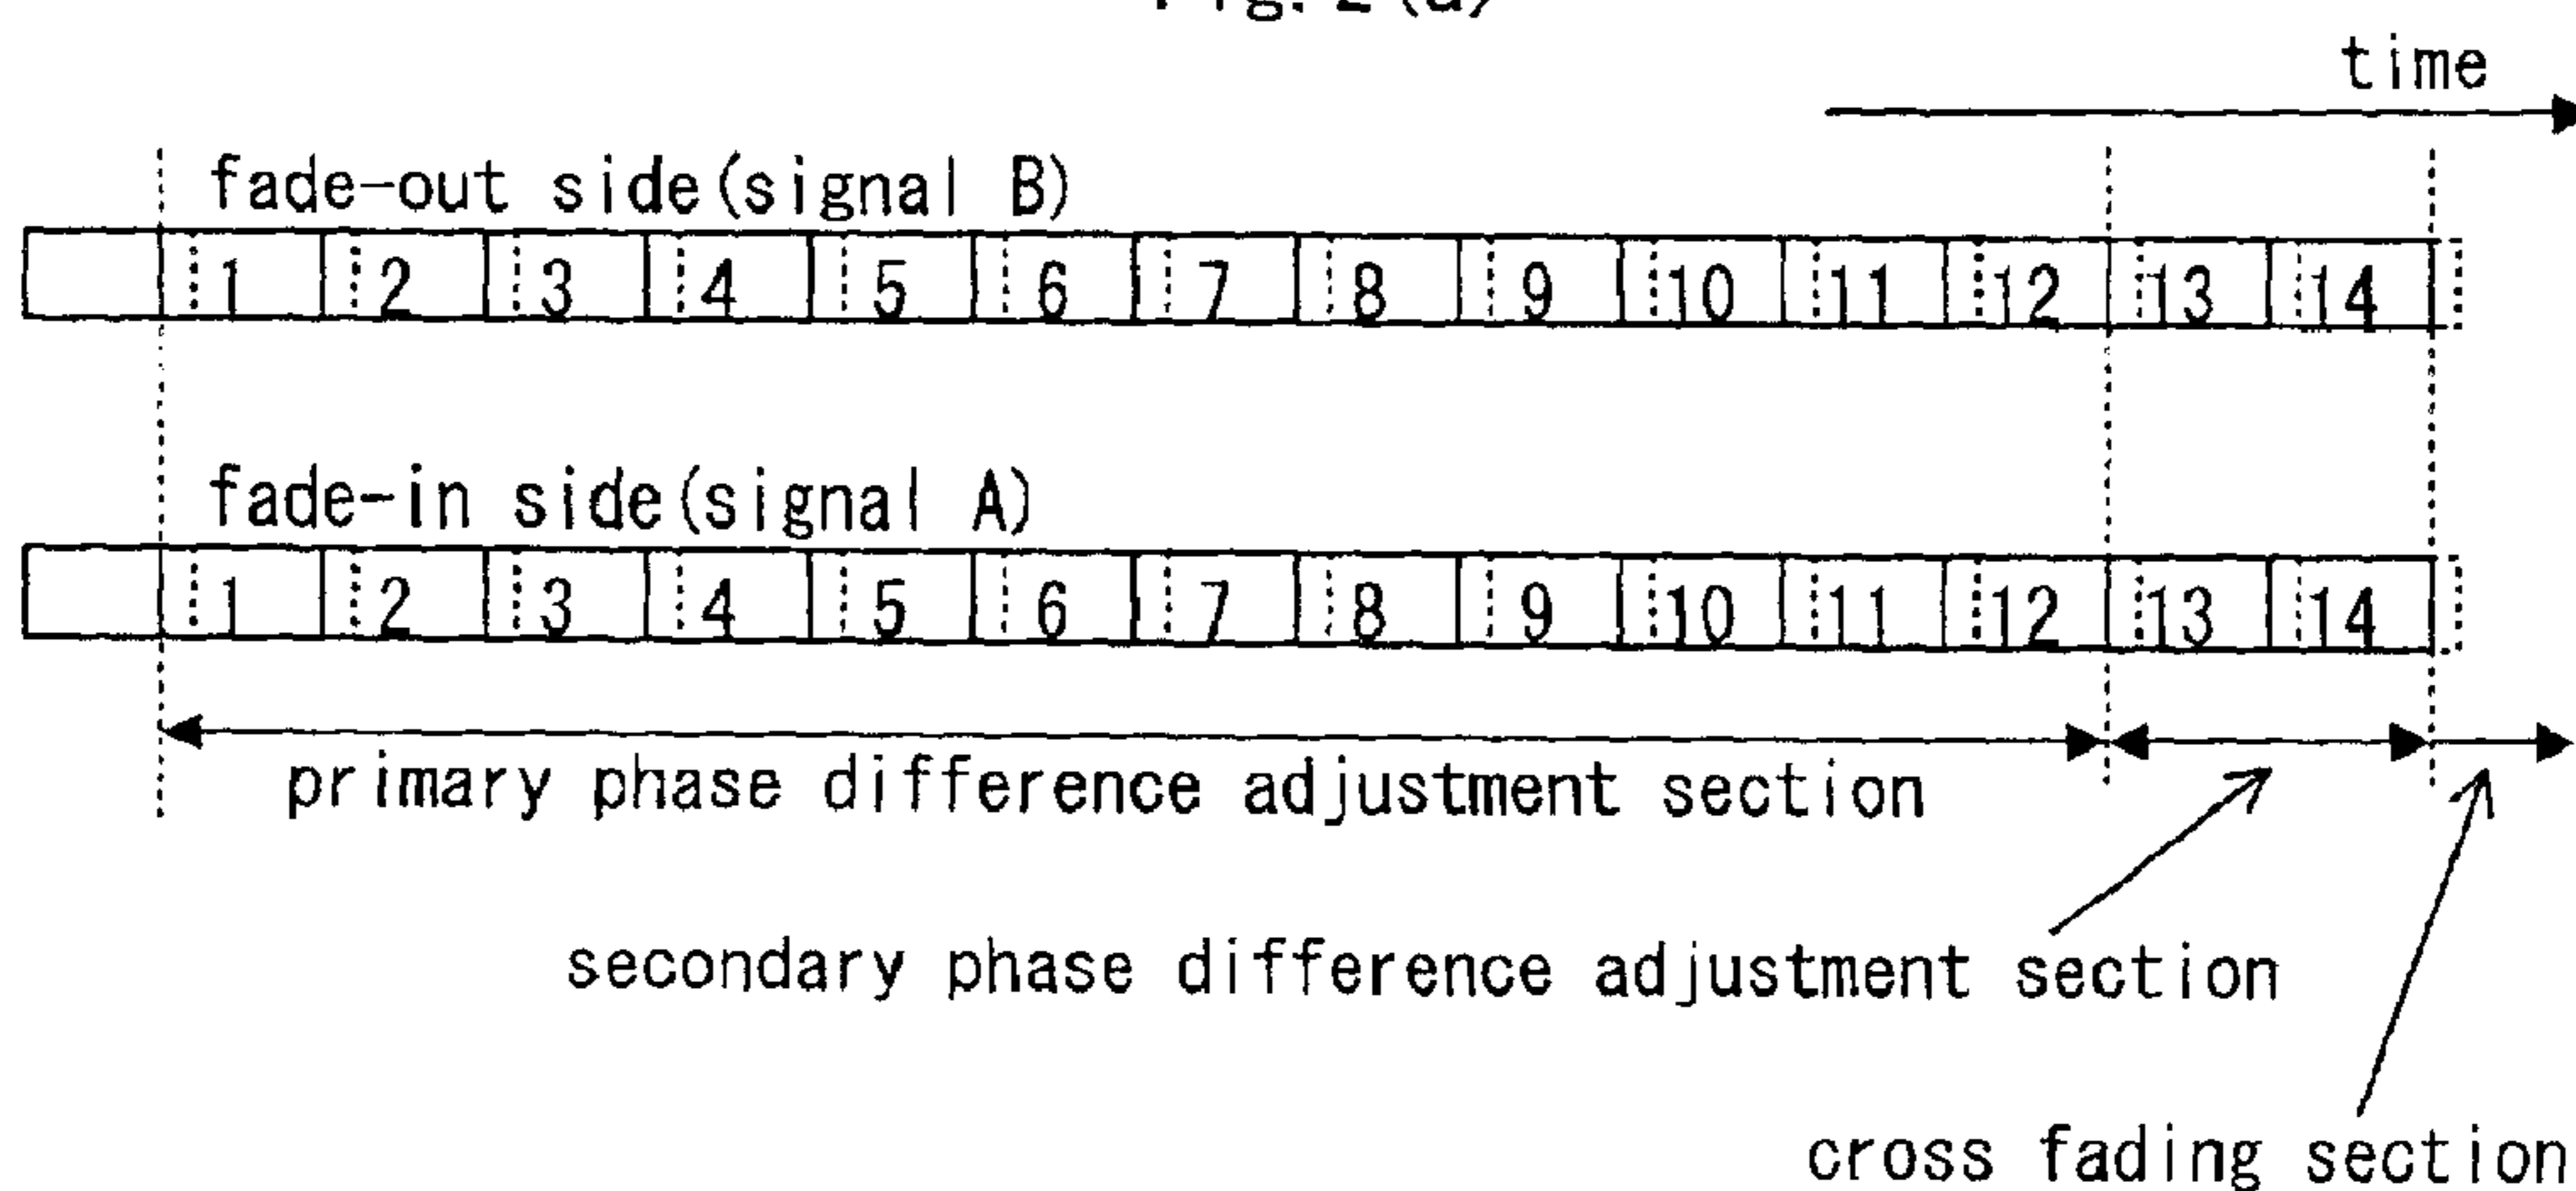 Fig. 2 (a)
time
fade-out side(signal B)
1 2 3 4 5 6 7 8 9 10 11 12 13 14
fade-in side(signal A)
1 2 3 4 5 6 7 8 9 10 11 12 13 14
primary phase difference adjustment section
secondary phase difference adjustment section
cross fading section